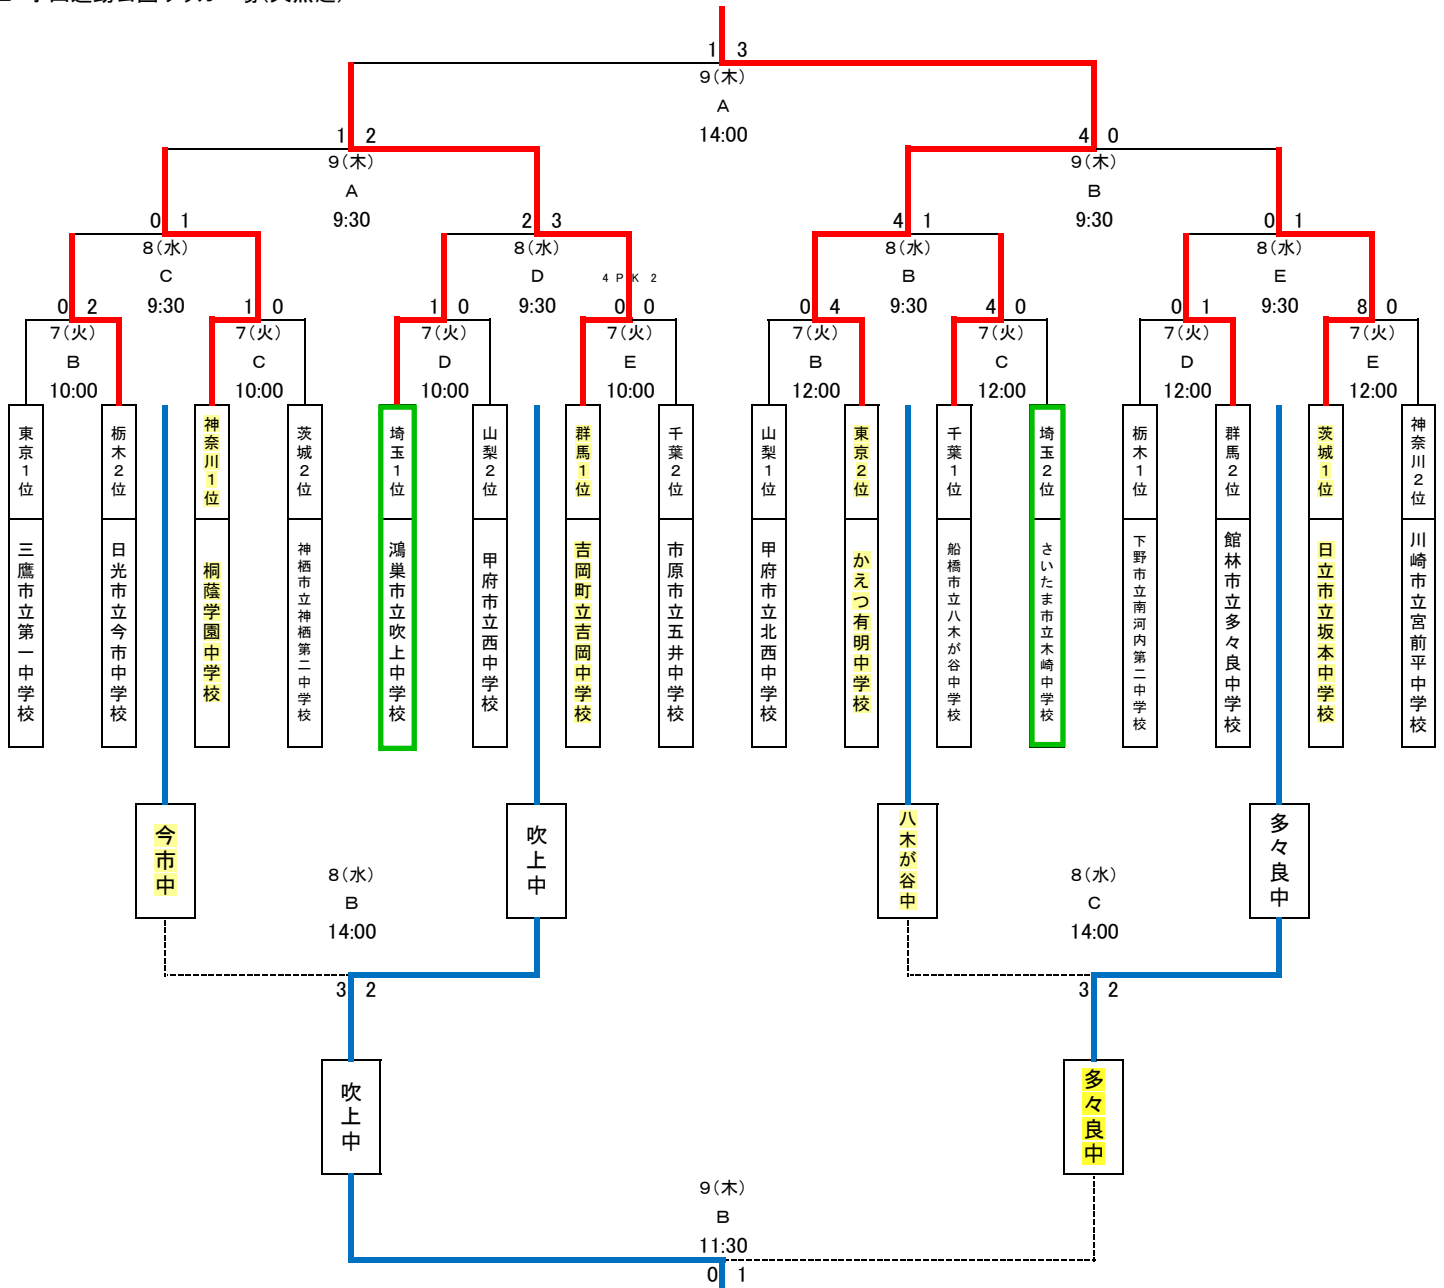 1 3
9(木)
A
14:00
1 2
9(木)
A
9:30
4 0
9(木)
B
9:30
0 1
8(水)
C
9:30
2 3
8(水)
D
9:30
4 1
8(水)
B
9:30
0 1
8(水)
E
9:30
4 P K 2
0 2
7(火)
B
10:00
1 0
7(火)
C
10:00
1 0
7(火)
D
10:00
0 0
7(火)
E
10:00
0 4
7(火)
B
12:00
4 0
7(火)
C
12:00
0 1
7(火)
D
12:00
8 0
7(火)
E
12:00
東京1位
三鷹市立第一中学校
栃木2位
日光市立今市中学校
神奈川1位
桐蔭学園中学校
茨城2位
神栖市立神栖第二中学校
埼玉1位
鴻巣市立吹上中学校
山梨2位
甲府市立西中学校
群馬1位
吉岡町立吉岡中学校
千葉2位
市原市立五井中学校
山梨1位
甲府市立北西中学校
東京2位
かえつ有明中学校
千葉1位
船橋市立八木が谷中学校
埼玉2位
さいたま市立木崎中学校
栃木1位
下野市立南河内第二中学校
群馬2位
館林市立多々良中学校
茨城1位
日立市立坂本中学校
神奈川2位
川崎市立宮前平中学校
今市中
吹上中
八木が谷中
多々良中
8(水)
B
14:00
8(水)
C
14:00
3 2
3 2
吹上中
多々良中
9(木)
B
11:30
0 1